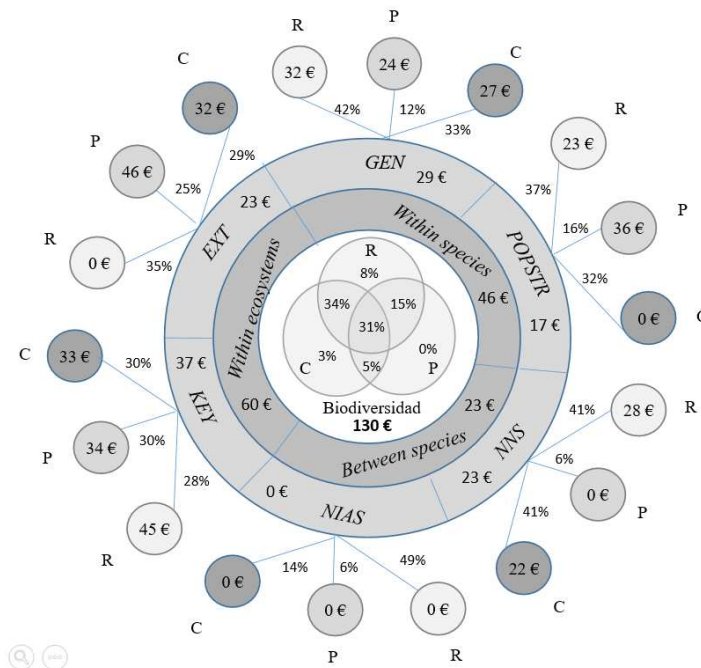 P
R
C
C
32 €
24 €
27 €
R
32 €
42%
12%
33%
P
29%
GEN
23 €
46 €
25%
29 €
37%
P
23 €
Within species
16%
36 €
R
EXT
R
POPSTR
0 €
35%
8%
32%
C
34%
15%
46 €
0 €
Within ecosystems
31%
17 €
C
33 €
30%
37 €
3%
0%
C
5%
P
41%
R
60 €
Biodiversidad
28 €
130 €
23 €
P
34 €
30%
KEY
NNS
6%
Between species
28%
23 €
0 €
P
0 €
41%
R
45 €
NIAS
22 €
C
14%
6%
49%
0 €
0 €
0 €
C
P
R